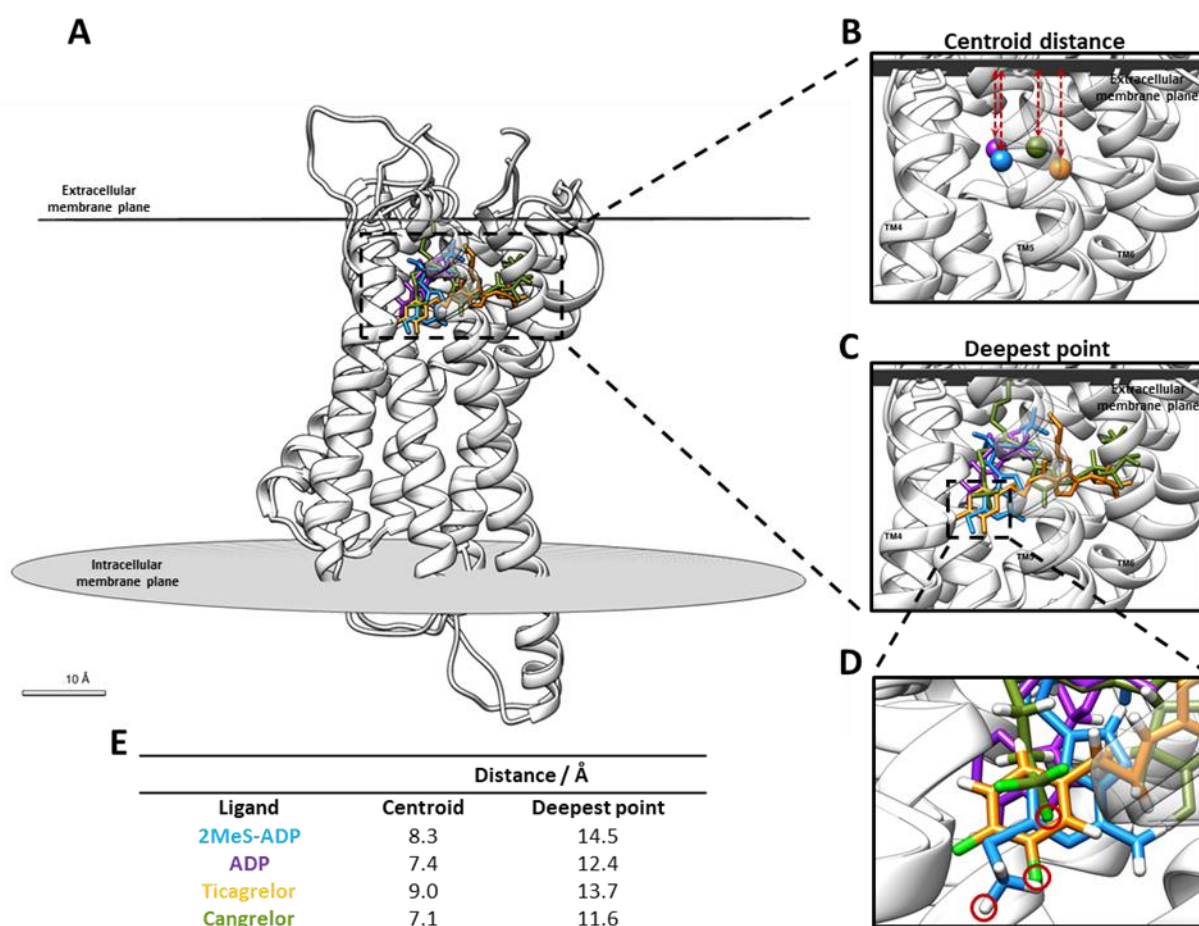 A
Extracellular
membrane plane
Intracellular
membrane plane
10 Å
B
Centroid distance
Extracellular
membrane plane
TM4
TM5
TM6
C
Deepest point
Extracellular
membrane plane
TM4
TM5
TM6
D
E
Distance / Å
Ligand Centroid Deepest point
2MeS-ADP 8.3 14.5
ADP 7.4 12.4
Ticagrelor 9.0 13.7
Cangrelor 7.1 11.6